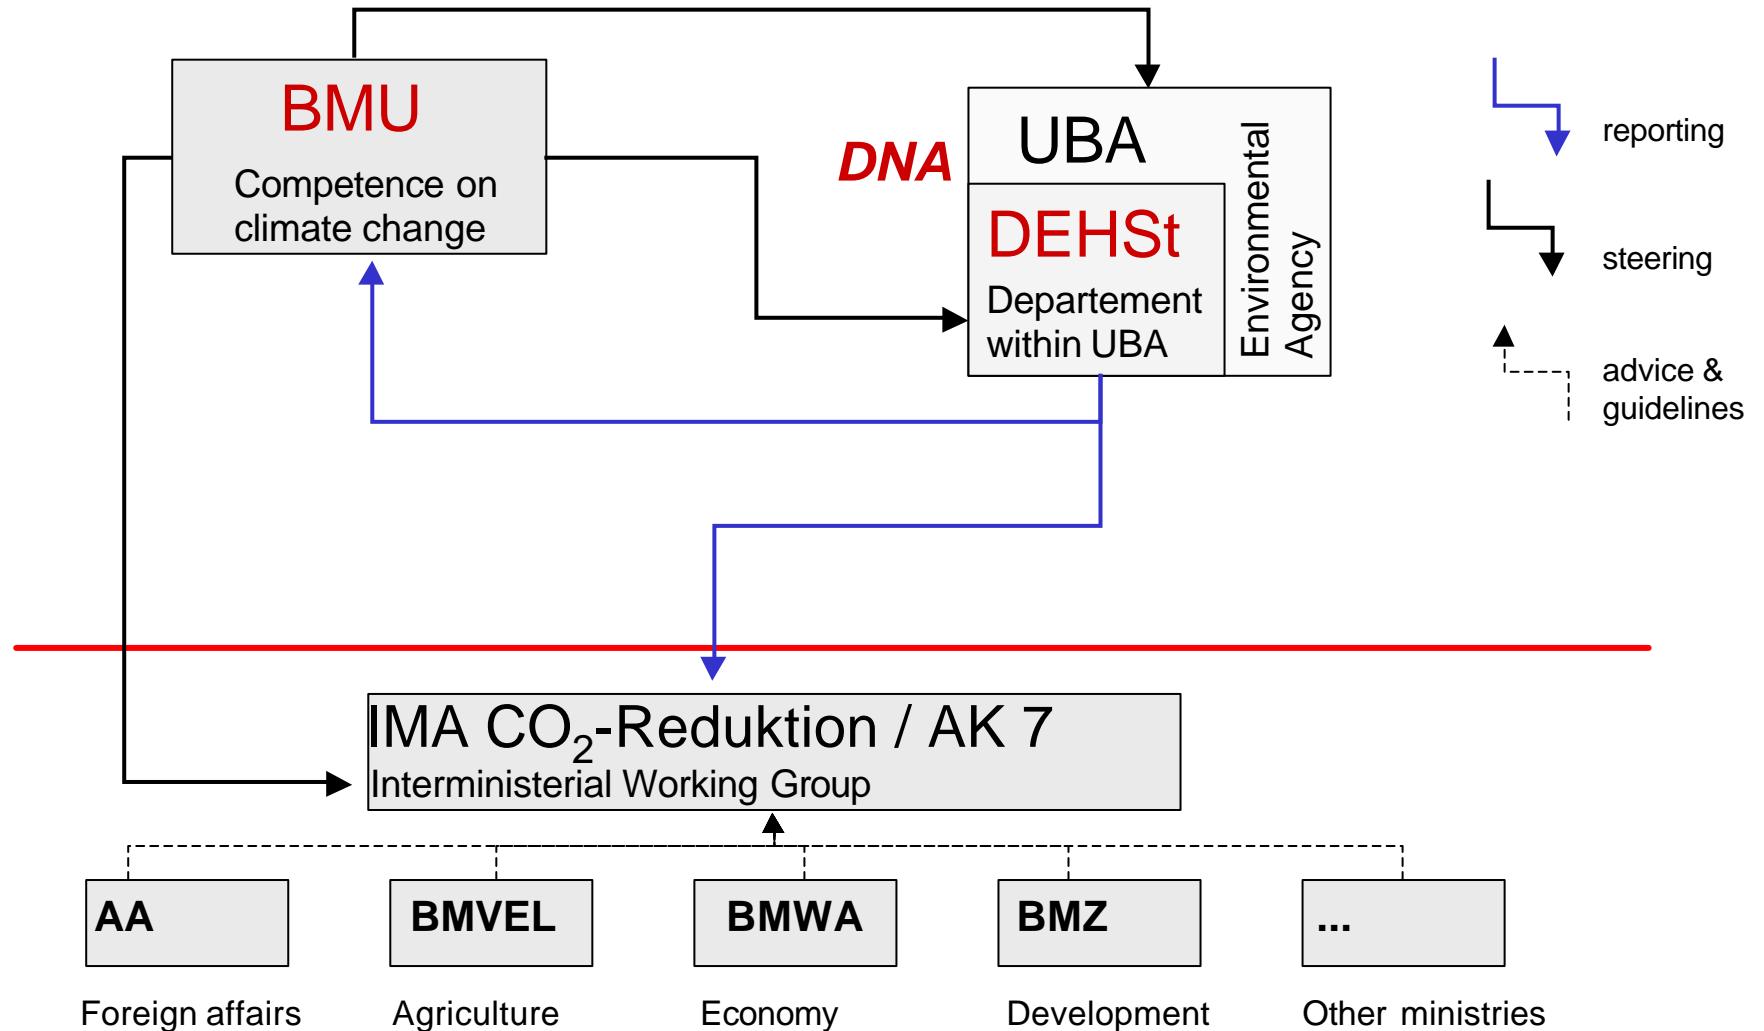 BMU
Competence on
climate change
DNA
UBA
DEHSt
Departement
within UBA
Environmental
Agency
reporting
steering
advice &
guidelines
IMA CO₂-Reduktion / AK 7
Interministerial Working Group
AA
BMVEL
BMWA
BMZ
...
Foreign affairs
Agriculture
Economy
Development
Other ministries